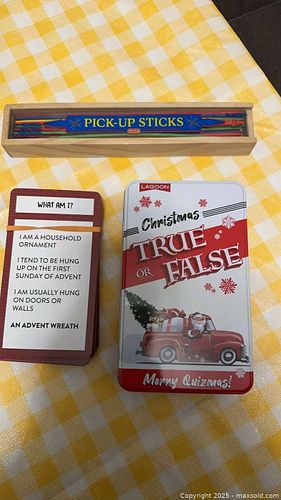 PICK-UP STICKS
WHAT AM I?
I AM A HOUSEHOLD
ORNAMENT
I TEND TO BE HUNG
UP ON THE FIRST
SUNDAY OF ADVENT
I AM USUALLY HUNG
ON DOORS OR
WALLS
AN ADVENT WREATH
LAGOON
Christmas
TRUE
OR FALSE
Merry Quizmas!
Copyright © 2025 - maxsold.com